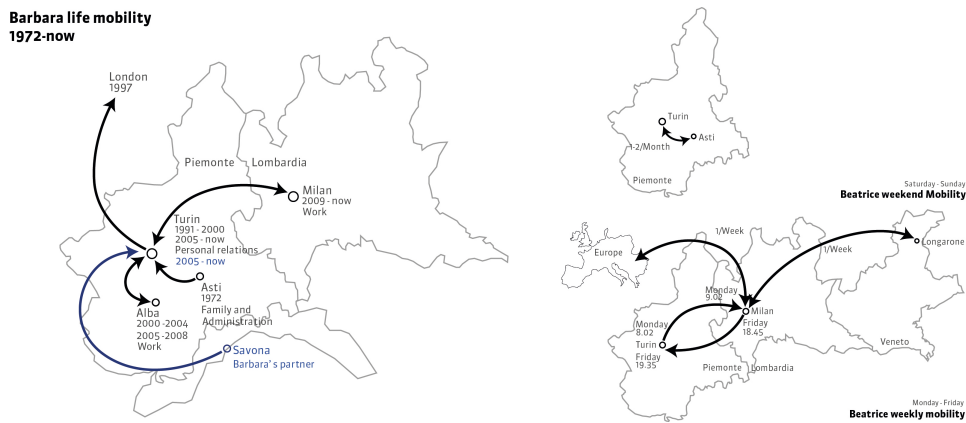 Barbara life mobility
1972-now
London
1997
Piemonte
Lombardia
Milan
2009 - now
Work
Turin
1991 - 2000
2005 - now
Personal relations
2005 - now
Asti
1972
Family and
Administration
Alba
2000 -2004
2005 -2008
Work
Savona
Barbara's partner
Turin
Asti
1-2/Month
Piemonte
Saturday - Sunday
Beatrice weekend Mobility
Europe
1/Week
1/Week
Longarone
Monday
9.02
Milan
Friday
18.45
Monday
8.02
Turin
Friday
19.35
Veneto
Piemonte
Lombardia
Monday - Friday
Beatrice weekly mobility